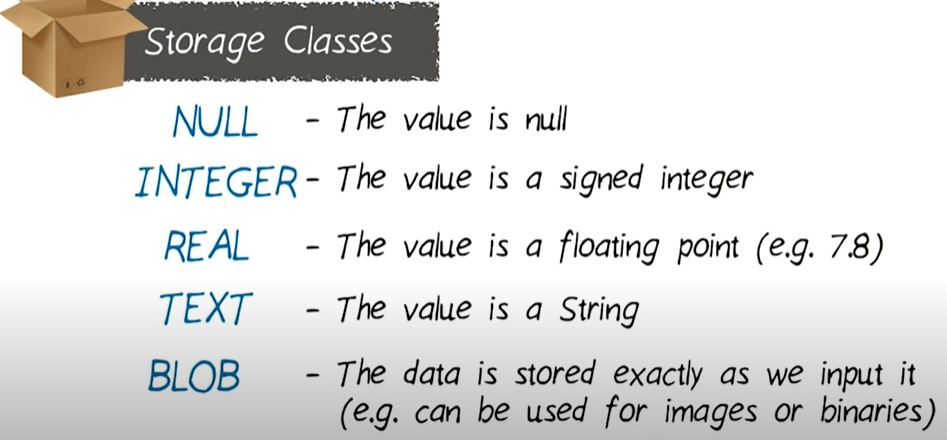 Storage Classes
NULL - The value is null
INTEGER - The value is a signed integer
REAL - The value is a floating point (e.g. 7.8)
TEXT - The value is a String
BLOB - The data is stored exactly as we input it
(e.g. can be used for images or binaries)